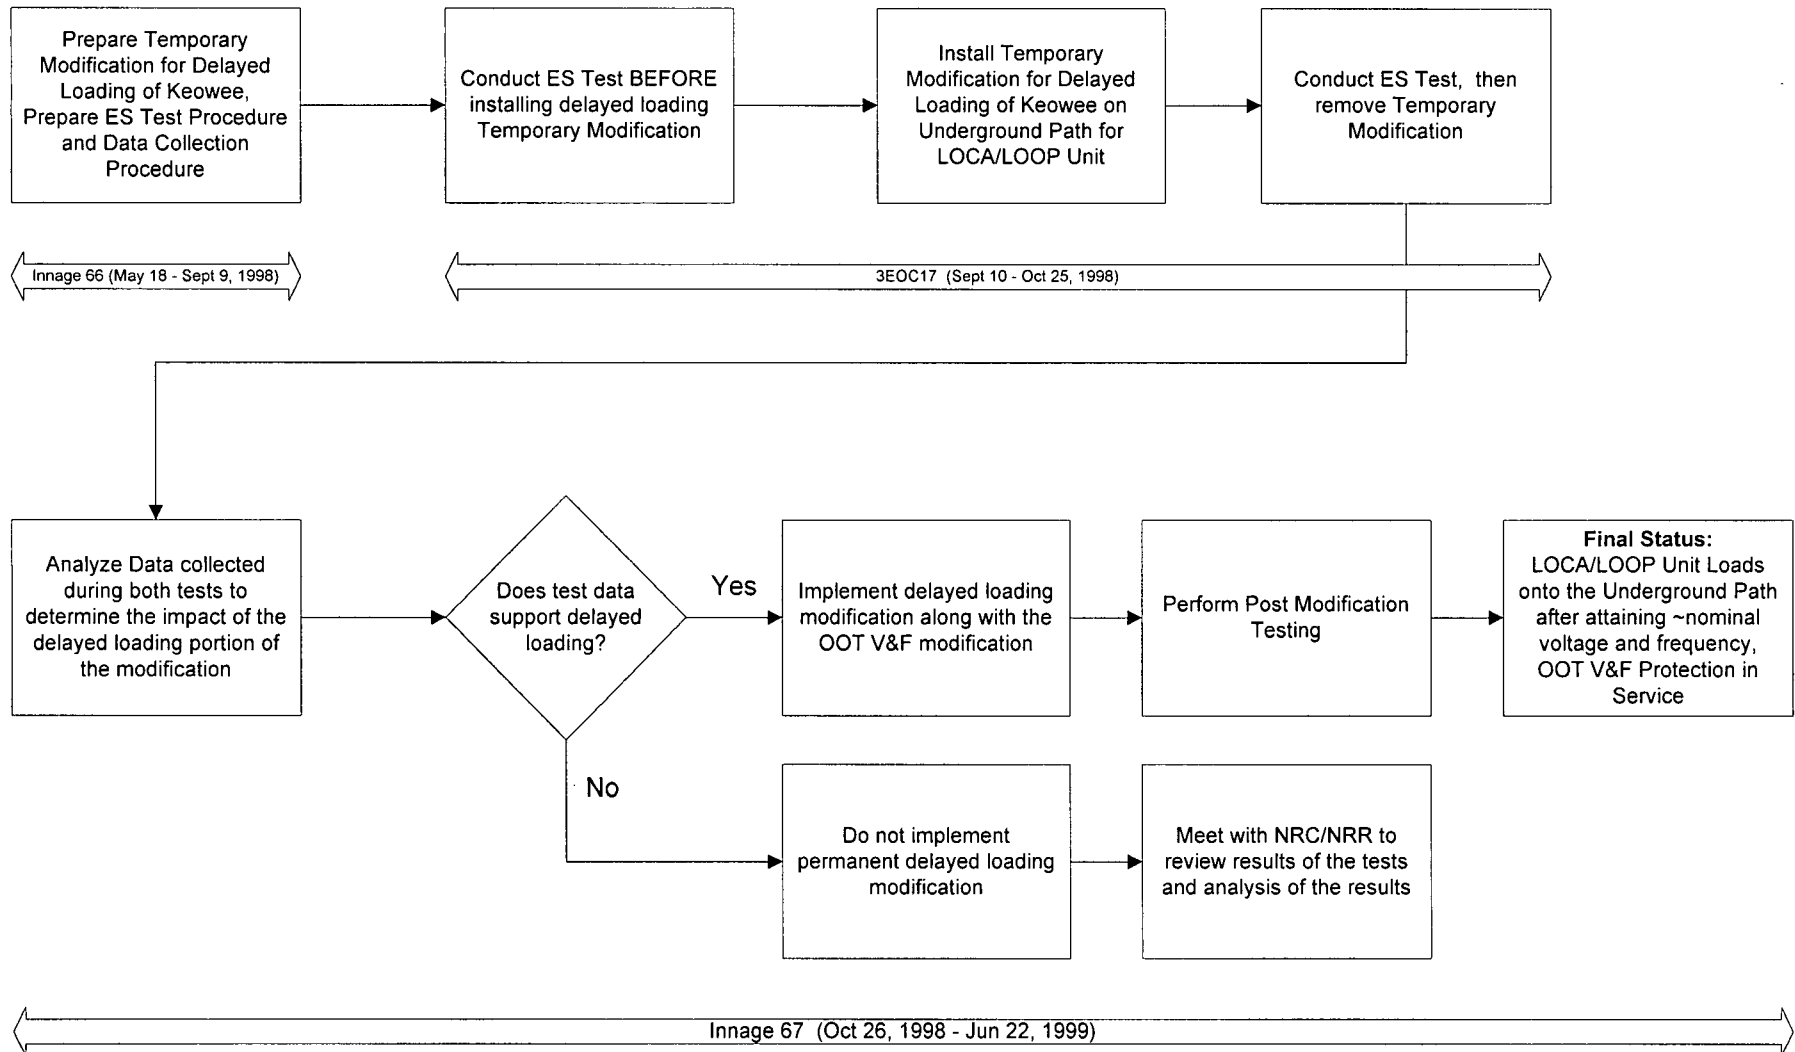 Prepare Temporary
Modification for Delayed
Loading of Keowee,
Prepare ES Test Procedure
and Data Collection
Procedure
Conduct ES Test BEFORE
installing delayed loading
Temporary Modification
Install Temporary
Modification for Delayed
Loading of Keowee on
Underground Path for
LOCA/LOOP Unit
Conduct ES Test, then
remove Temporary
Modification
Innage 66 (May 18 - Sept 9, 1998)
3EOC17 (Sept 10 - Oct 25, 1998)
Analyze Data collected
during both tests to
determine the impact of the
delayed loading portion of
the modification
Does test data
support delayed
loading?
Yes
Implement delayed loading
modification along with the
OOT V&F modification
Perform Post Modification
Testing
Final Status:
LOCA/LOOP Unit Loads
onto the Underground Path
after attaining ~nominal
voltage and frequency,
OOT V&F Protection in
Service
No
Do not implement
permanent delayed loading
modification
Meet with NRC/NRR to
review results of the tests
and analysis of the results
Innage 67 (Oct 26, 1998 - Jun 22, 1999)